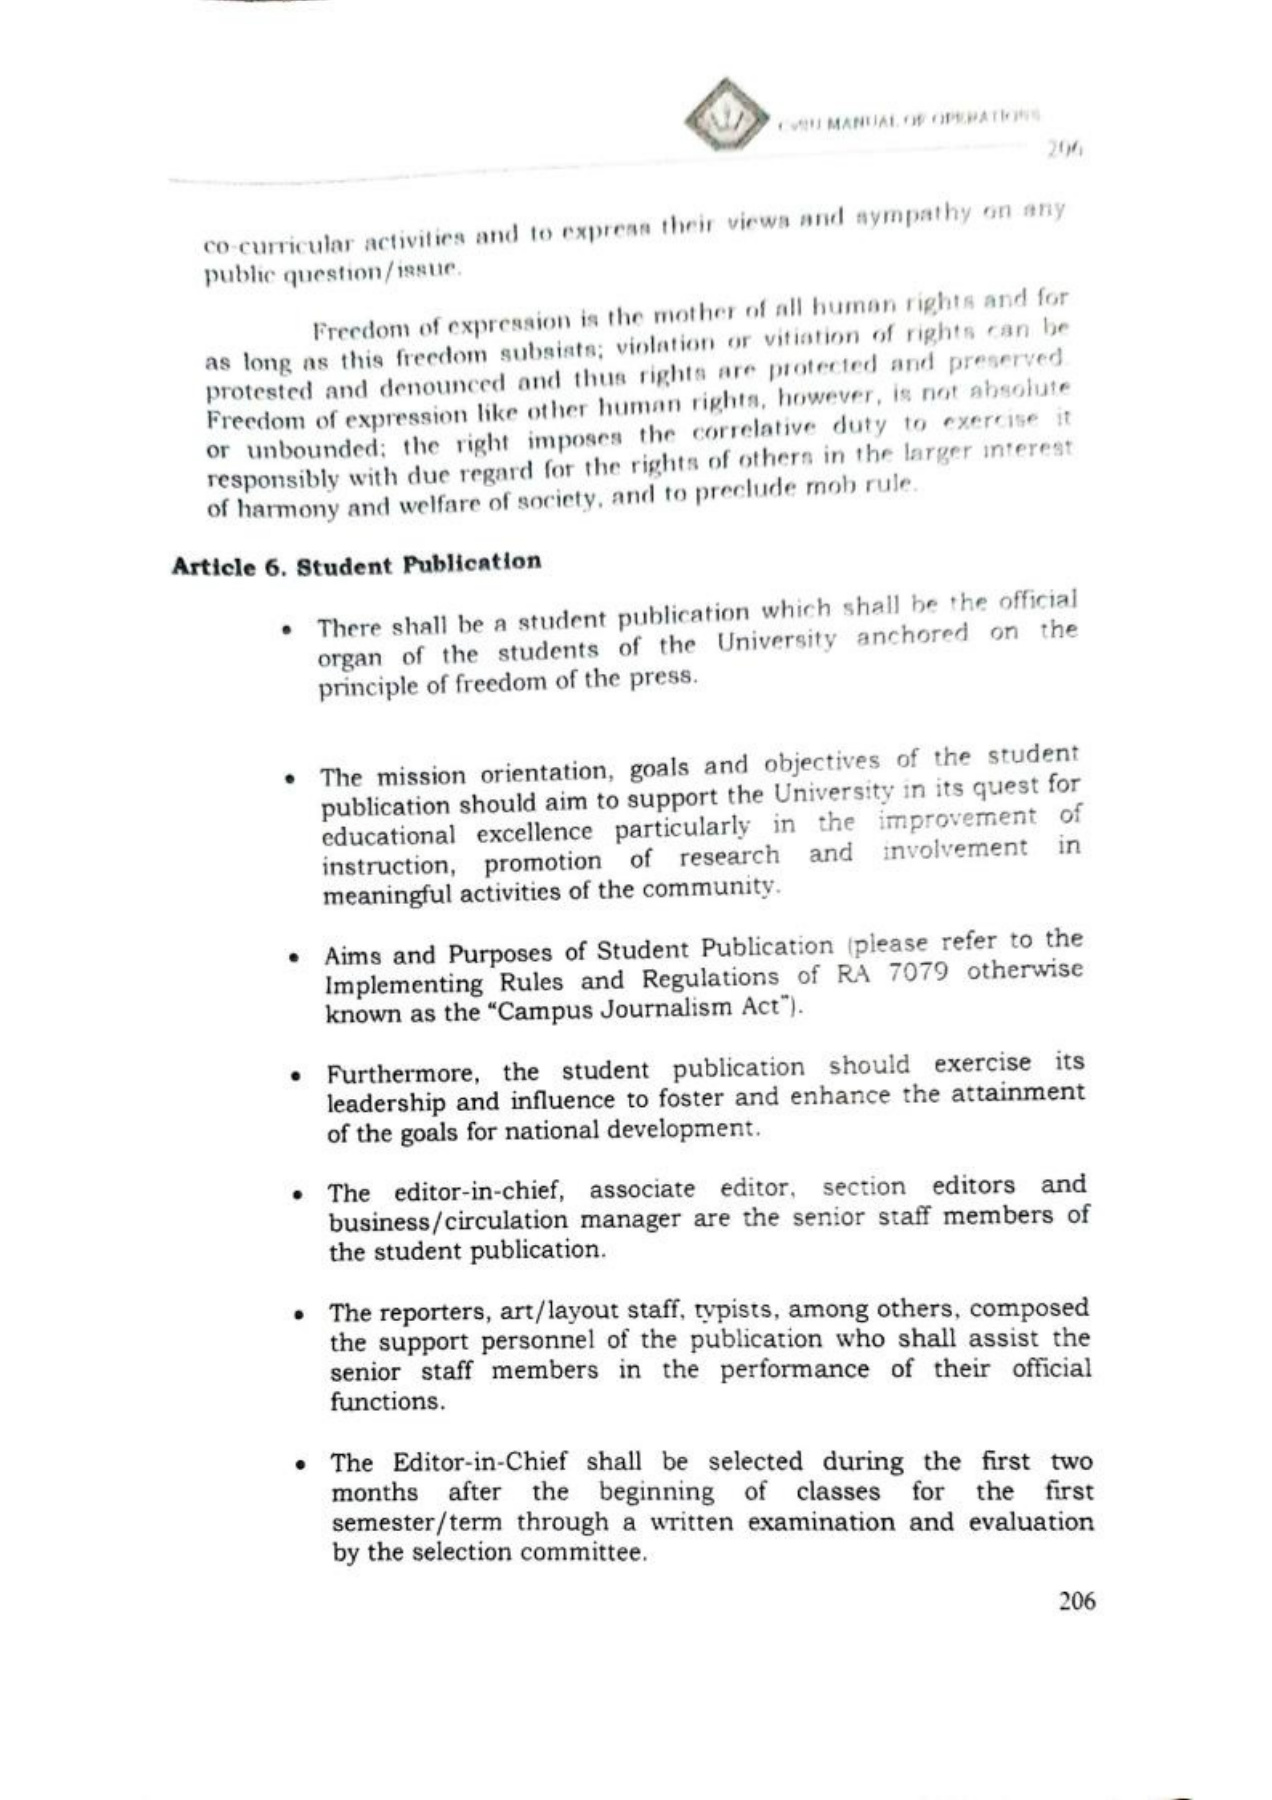 CvSU MANUAL OF OPERATIONS
206
co-curricular activities and to express their views and sympathy on any
public question/issue.
Freedom of expression is the mother of all human rights and for
as long as this freedom subsists; violation or vitiation of rights can be
protested and denounced and thus rights are protected and preserved.
Freedom of expression like other human rights, however, is not absolute
or unbounded; the right imposes the correlative duty to exercise it
responsibly with due regard for the rights of others in the larger interest
of harmony and welfare of society, and to preclude mob rule.
Article 6. Student Publication
• There shall be a student publication which shall be the official
organ of the students of the University anchored on the
principle of freedom of the press.
• The mission orientation, goals and objectives of the student
publication should aim to support the University in its quest for
educational excellence particularly in the improvement of
instruction, promotion of research and involvement in
meaningful activities of the community.
• Aims and Purposes of Student Publication (please refer to the
Implementing Rules and Regulations of RA 7079 otherwise
known as the “Campus Journalism Act”).
• Furthermore, the student publication should exercise its
leadership and influence to foster and enhance the attainment
of the goals for national development.
• The editor-in-chief, associate editor, section editors and
business/circulation manager are the senior staff members of
the student publication.
• The reporters, art/layout staff, typists, among others, composed
the support personnel of the publication who shall assist the
senior staff members in the performance of their official
functions.
• The Editor-in-Chief shall be selected during the first two
months after the beginning of classes for the first
semester/term through a written examination and evaluation
by the selection committee.
206